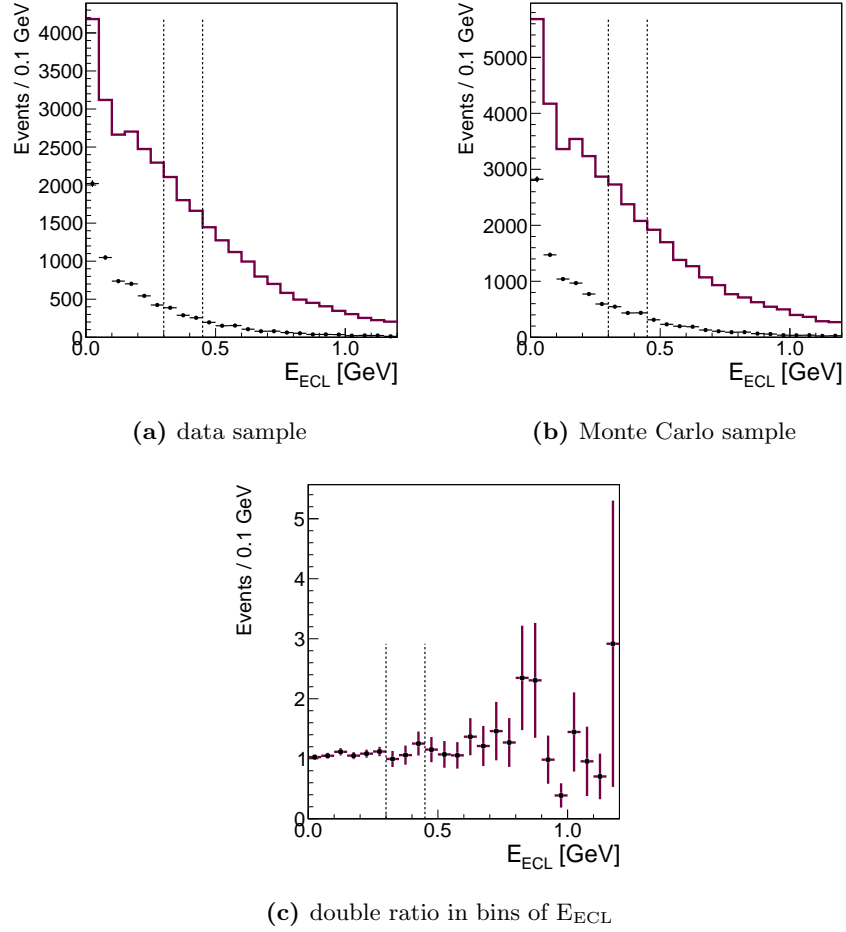 Events / 0.1 GeV
4000
3500
3000
2500
2000
1500
1000
500
0
0.0 0.5 1.0
E_ECL [GeV]
(a) data sample
Events / 0.1 GeV
5000
4000
3000
2000
1000
0
0.0 0.5 1.0
E_ECL [GeV]
(b) Monte Carlo sample
Events / 0.1 GeV
5
4
3
2
1
0
0.0 0.5 1.0
E_ECL [GeV]
(c) double ratio in bins of E_ECL